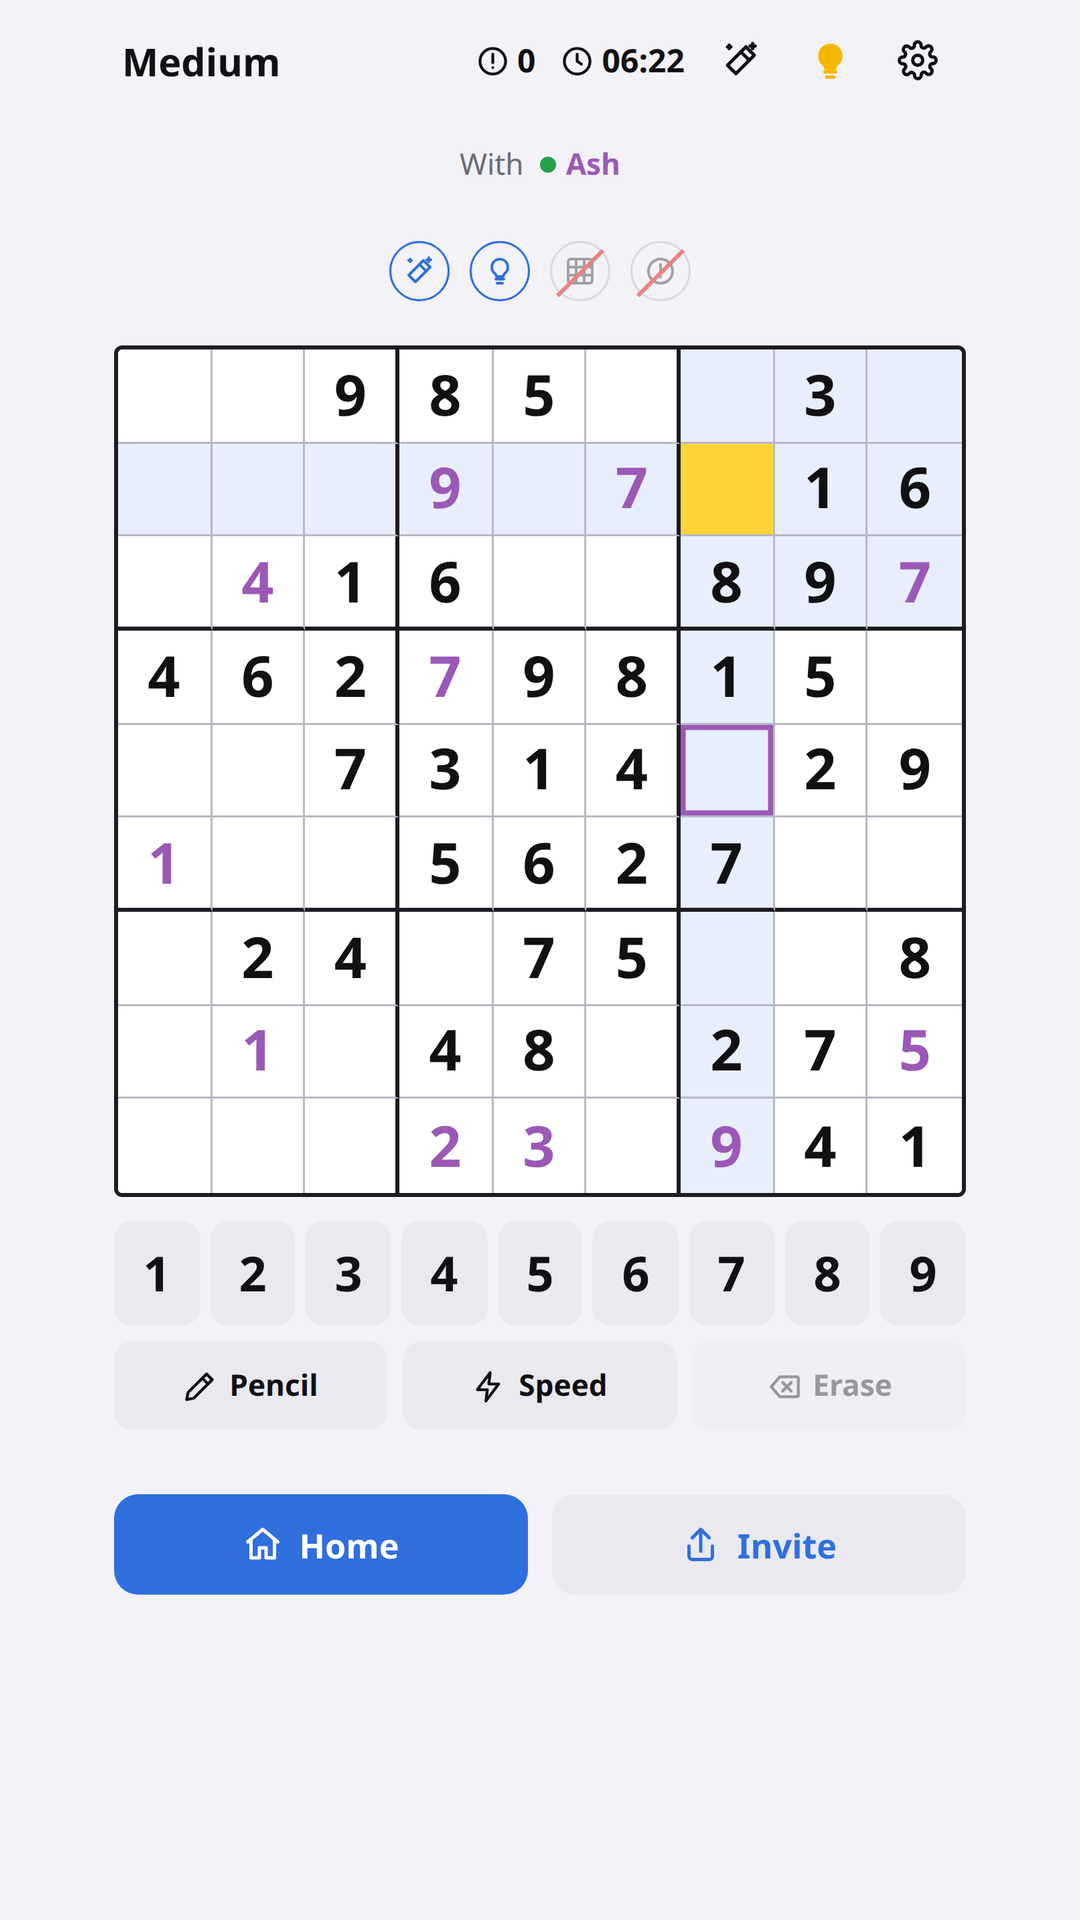 Medium 0 06:22
With Ash
9 8 5 3
9 7 1 6
4 1 6 8 9 7
4 6 2 7 9 8 1 5
7 3 1 4 2 9
1 5 6 2 7
2 4 7 5 8
1 4 8 2 7 5
2 3 9 4 1
1 2 3 4 5 6 7 8 9
Pencil Speed Erase
Home Invite